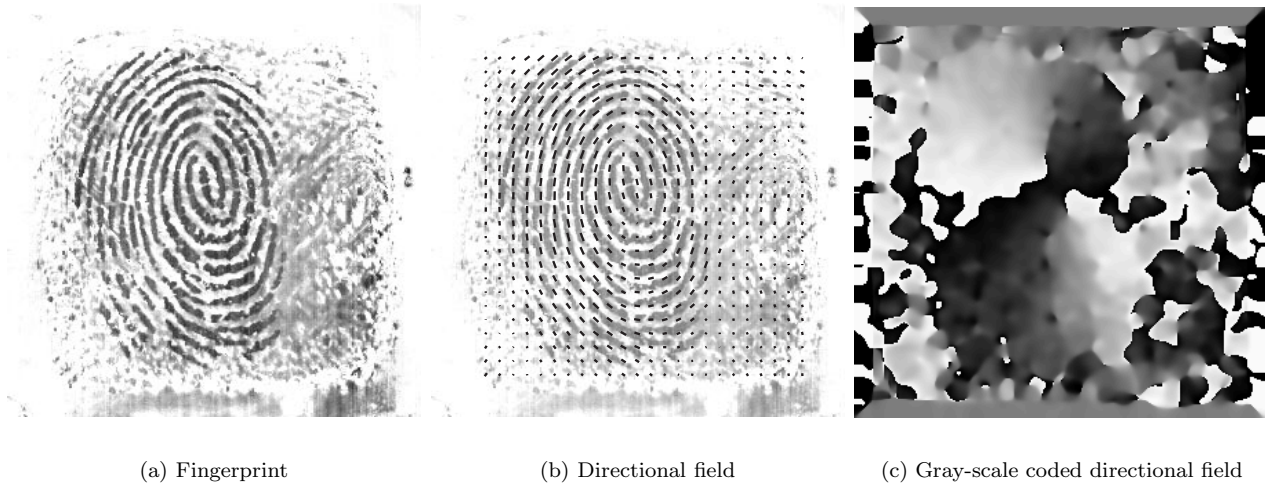 (a) Fingerprint
(b) Directional field
(c) Gray-scale coded directional field